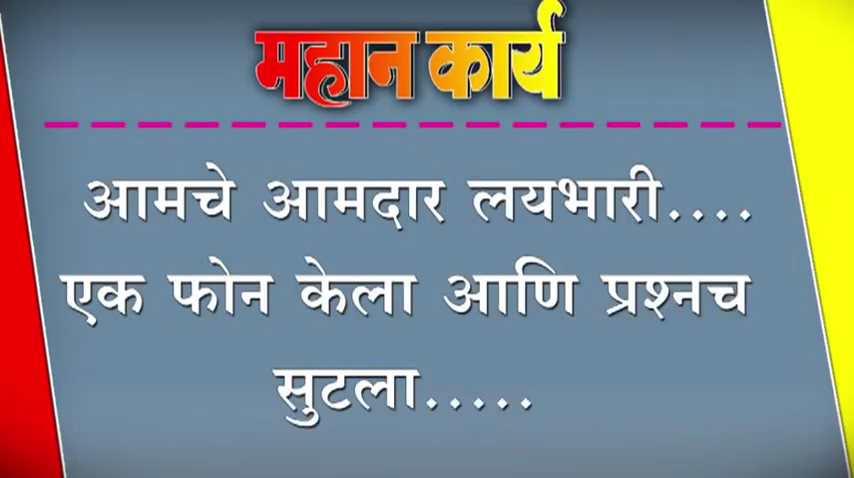 महान कार्य
आमचे आमदार लयभारी....
एक फोन केला आणि प्रश्नच
सुटला.....